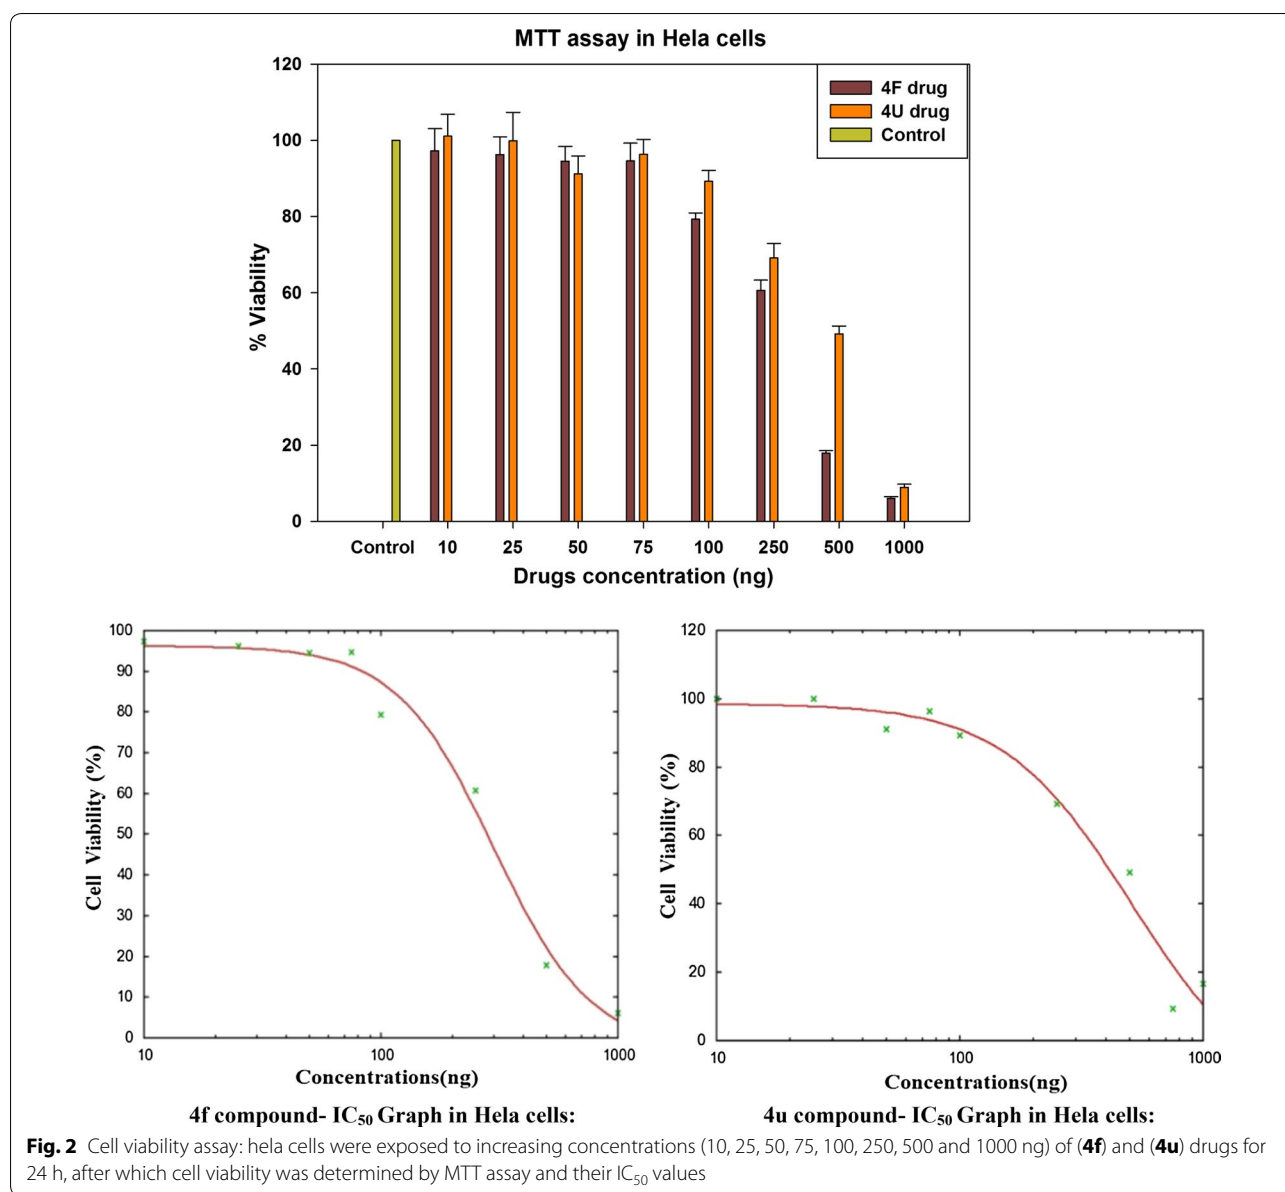 MTT assay in Hela cells
120
100
80
60
40
20
0
% Viability
4F drug
4U drug
Control
Control 10 25 50 75 100 250 500 1000
Drugs concentration (ng)
100
90
80
70
60
50
40
30
20
10
0
Cell Viability (%)
10 100 1000
Concentrations(ng)
4f compound- IC50 Graph in Hela cells:
120
100
80
60
40
20
0
Cell Viability (%)
10 100 1000
Concentrations(ng)
4u compound- IC50 Graph in Hela cells:
Fig. 2 Cell viability assay: hela cells were exposed to increasing concentrations (10, 25, 50, 75, 100, 250, 500 and 1000 ng) of (4f) and (4u) drugs for
24 h, after which cell viability was determined by MTT assay and their IC50 values